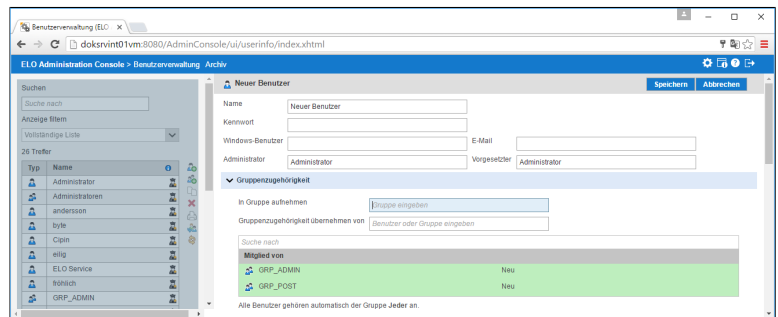 Benutzerverwaltung (ELO
doksrvint01vm:8080/AdminConsole/ui/userinfo/index.xhtml
ELO Administration Console > Benutzerverwaltung Archiv
Suchen
Suche nach
Anzeige filtern
Vollständige Liste
26 Treffer
Typ Name
Administrator
Administratoren
andersson
byte
Cipin
eilig
ELO Service
fröhlich
GRP_ADMIN
Neuer Benutzer
Speichern Abbrechen
Name Neuer Benutzer
Kennwort
Windows-Benutzer E-Mail
Administrator Administrator Vorgesetzter Administrator
Gruppenzugehörigkeit
In Gruppe aufnehmen Gruppe eingeben
Gruppenzugehörigkeit übernehmen von Benutzer oder Gruppe eingeben
Suche nach
Mitglied von
GRP_ADMIN Neu
GRP_POST Neu
Alle Benutzer gehören automatisch der Gruppe Jeder an.